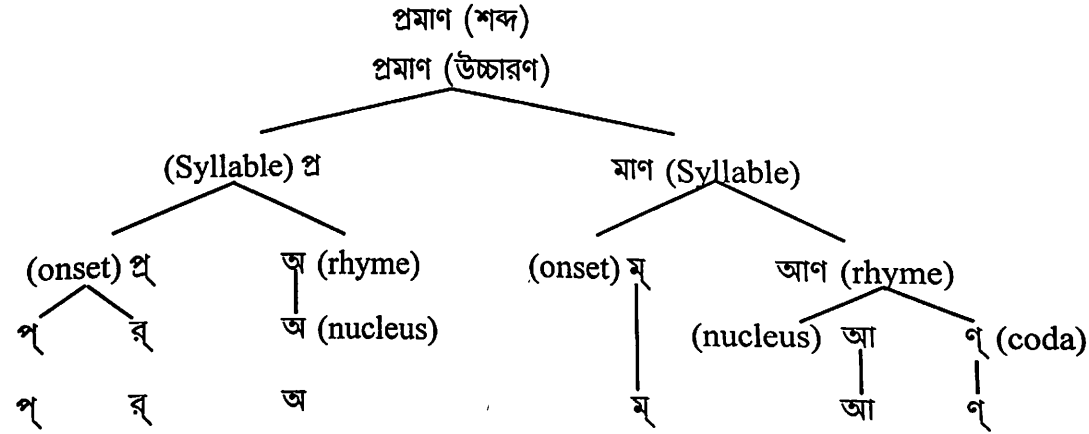 প্রমাণ (শব্দ)
প্রমাণ (উচ্চারণ)
(Syllable) প্র মাণ (Syllable)
(onset) প্র্ অ (rhyme) (onset) ম্ আণ (rhyme)
প্ র্ অ (nucleus) (nucleus) আ ণ্ (coda)
প্ র্ অ ম্ আ ণ্